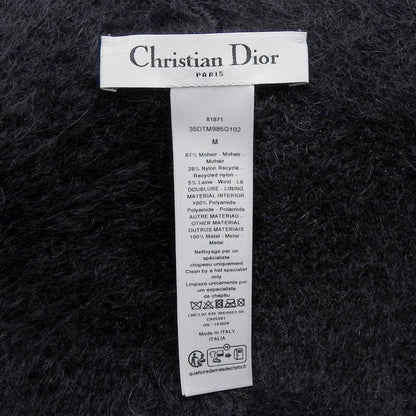 Christian Dior
PARIS
81871
35DTM985G102
M
67% Mohair - Mohair -
Mohair
28% Nylon Recyclé -
Recycled nylon -
5% Laine - Wool - Lã
DOUBLURE - LINING
MATERIAL INTERIOR
100% Polyamide -
Polyamide - Poliamida
AUTRE MATERIAU -
OTHER MATERIAL
OUTROS MATERIAIS
100% Métal - Metal -
Metal
Nettoyage par un
spécialiste
chapeau uniquement
Clean by a hat specialist
only
Limpeza unicamente por
um especialista
de chapéu
Made in ITALY
ITALIA
quefairedemesdechets.fr